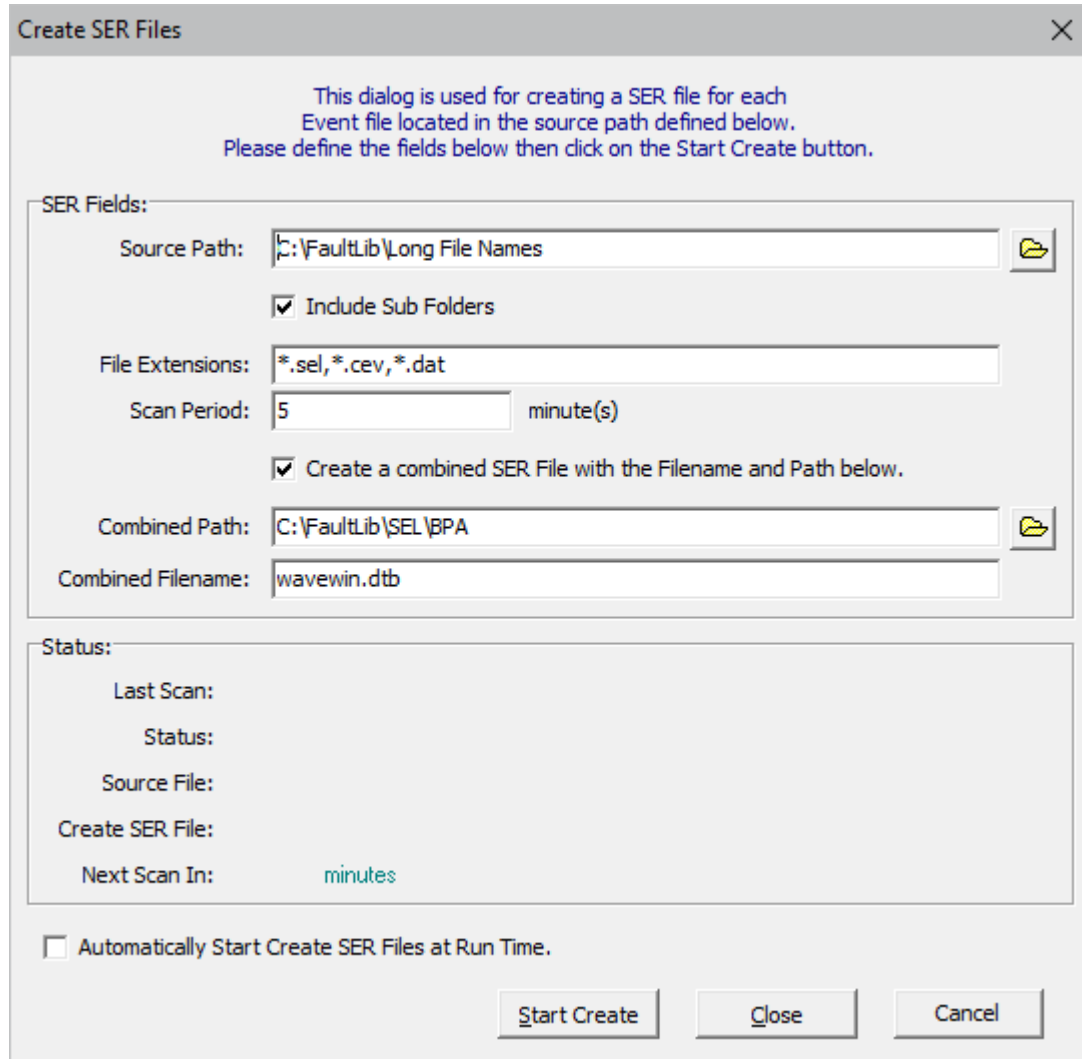 Create SER Files
This dialog is used for creating a SER file for each
Event file located in the source path defined below.
Please define the fields below then click on the Start Create button.
SER Fields:
Source Path: C:\FaultLib\Long File Names
Include Sub Folders
File Extensions: *.sel,*.cev,*.dat
Scan Period: 5 minute(s)
Create a combined SER File with the Filename and Path below.
Combined Path: C:\FaultLib\SEL\BPA
Combined Filename: wavewin.dtb
Status:
Last Scan:
Status:
Source File:
Create SER File:
Next Scan In: minutes
Automatically Start Create SER Files at Run Time.
Start Create Close Cancel